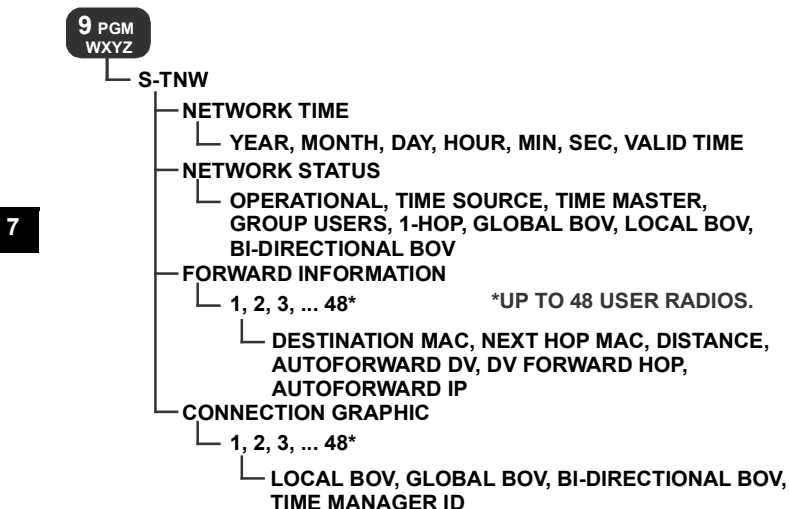 9 PGM
WXYZ
S-TNW
NETWORK TIME
YEAR, MONTH, DAY, HOUR, MIN, SEC, VALID TIME
NETWORK STATUS
OPERATIONAL, TIME SOURCE, TIME MASTER,
GROUP USERS, 1-HOP, GLOBAL BOV, LOCAL BOV,
BI-DIRECTIONAL BOV
7
FORWARD INFORMATION
1, 2, 3, ... 48*
*UP TO 48 USER RADIOS.
DESTINATION MAC, NEXT HOP MAC, DISTANCE,
AUTOFORWARD DV, DV FORWARD HOP,
AUTOFORWARD IP
CONNECTION GRAPHIC
1, 2, 3, ... 48*
LOCAL BOV, GLOBAL BOV, BI-DIRECTIONAL BOV,
TIME MANAGER ID